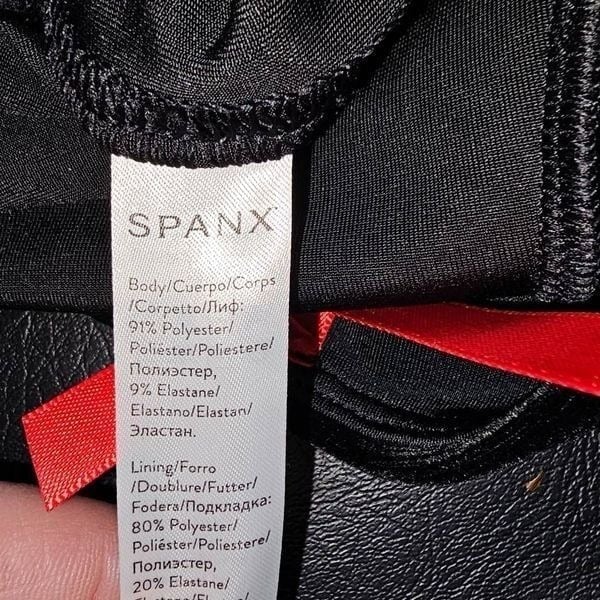 SPANX
Body/Cuerpo/Corps
/Corpetto/Лиф:
91% Polyester/
Poliéster/Poliestere/
Полиэстер,
9% Elastane/
Elastano/Elastan/
Эластан.
Lining/Forro
/Doublure/Futter/
Fodera/Подкладка:
80% Polyester/
Poliéster/Poliestere/
Полиэстер,
20% Elastane/